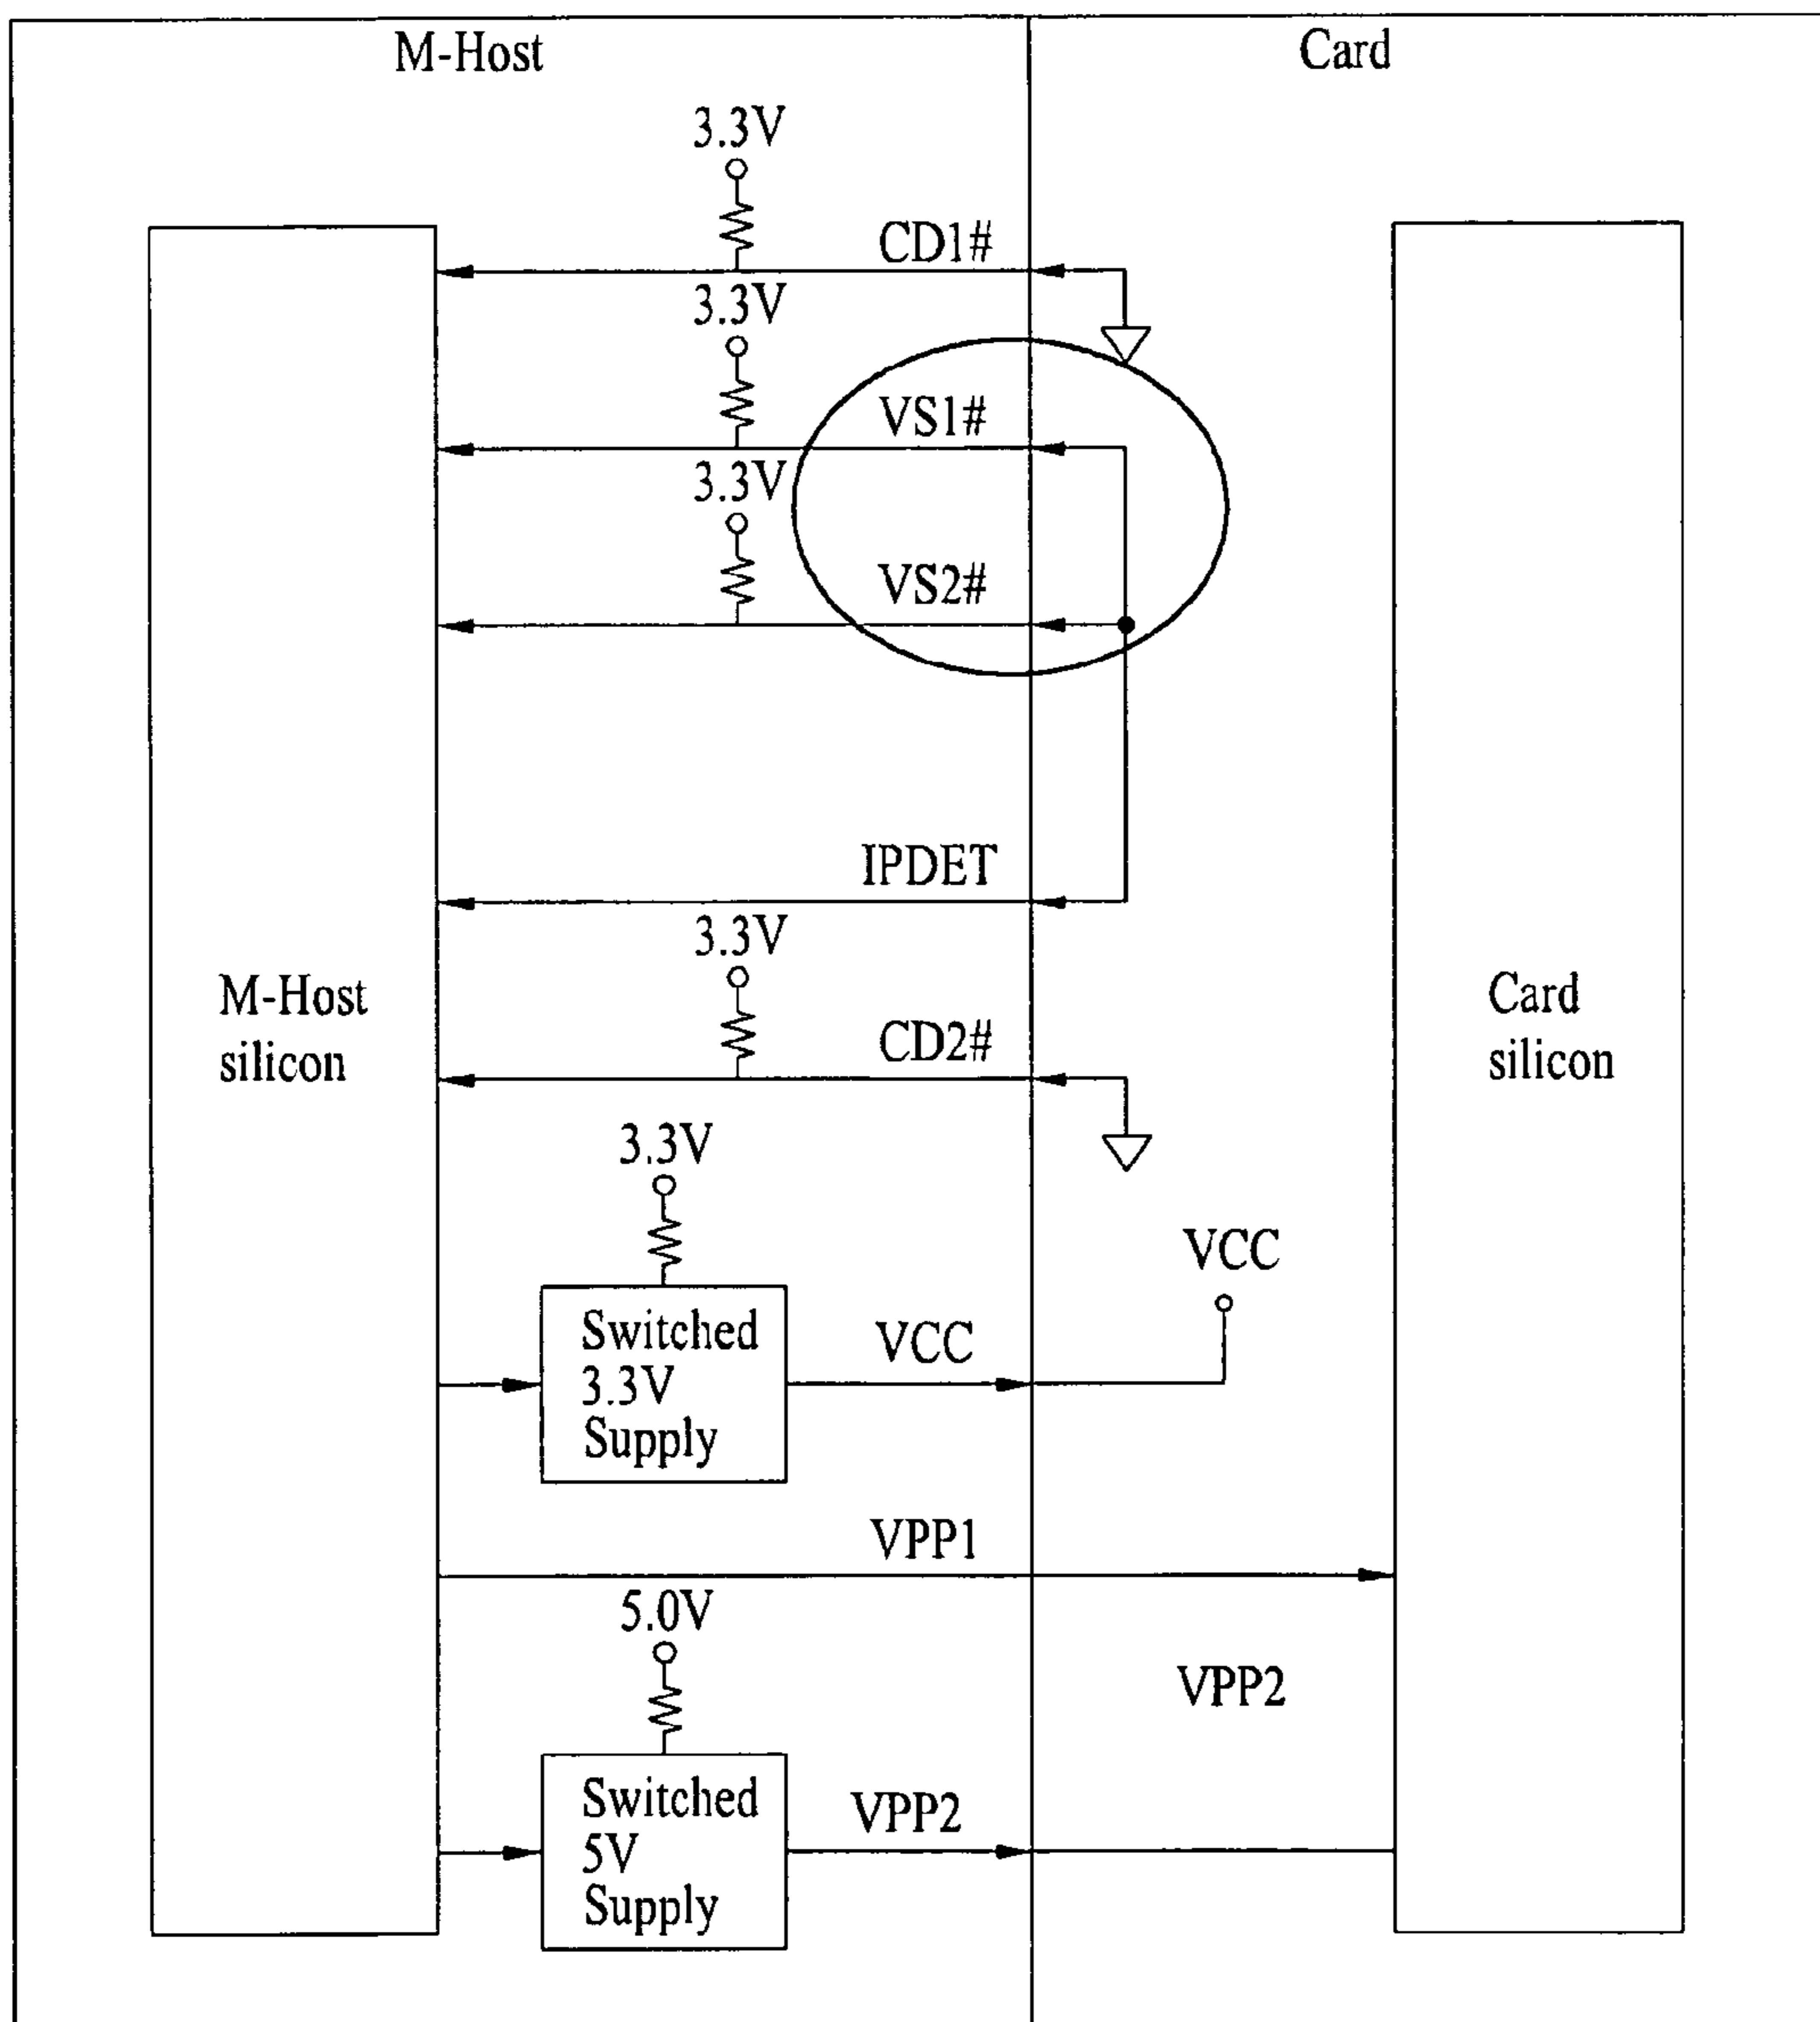 M-Host
Card
3.3V
CD1#
3.3V
VS1#
3.3V
VS2#
IPDET
3.3V
M-Host
silicon
CD2#
Card
silicon
3.3V
VCC
Switched
3.3V
Supply
VCC
VPP1
5.0V
VPP2
Switched
5V
Supply
VPP2